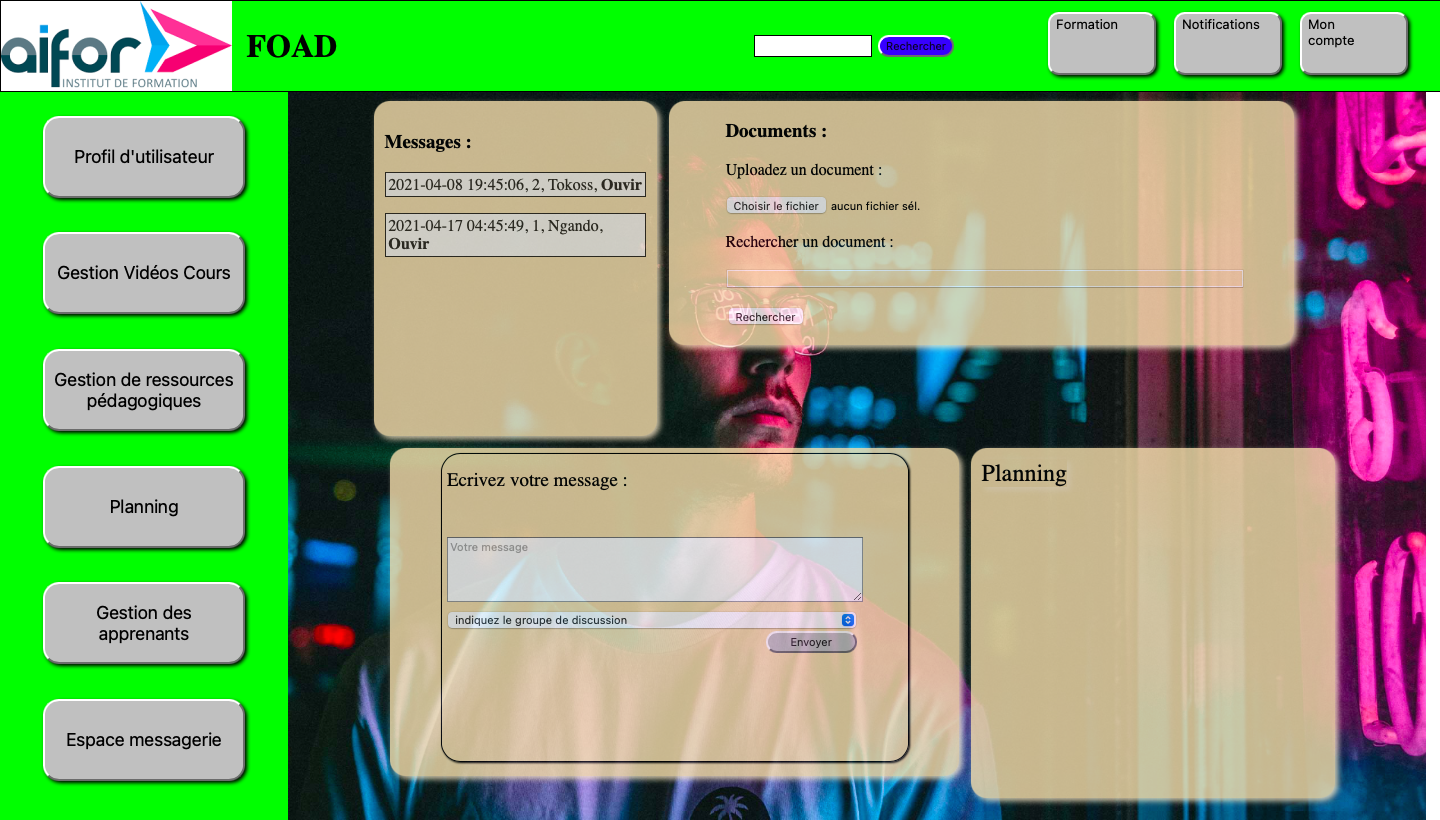 aifor
INSTITUT DE FORMATION
FOAD
Rechercher
Formation
Notifications
Mon
compte
Profil d'utilisateur
Gestion Vidéos Cours
Gestion de ressources
pédagogiques
Planning
Gestion des
apprenants
Espace messagerie
Messages :
2021-04-08 19:45:06, 2, Tokoss, Ouvir
2021-04-17 04:45:49, 1, Ngando,
Ouvir
Documents :
Uploadez un document :
Choisir le fichier aucun fichier sél.
Rechercher un document :
Rechercher
Ecrivez votre message :
Votre message
indiquez le groupe de discussion
Envoyer
Planning